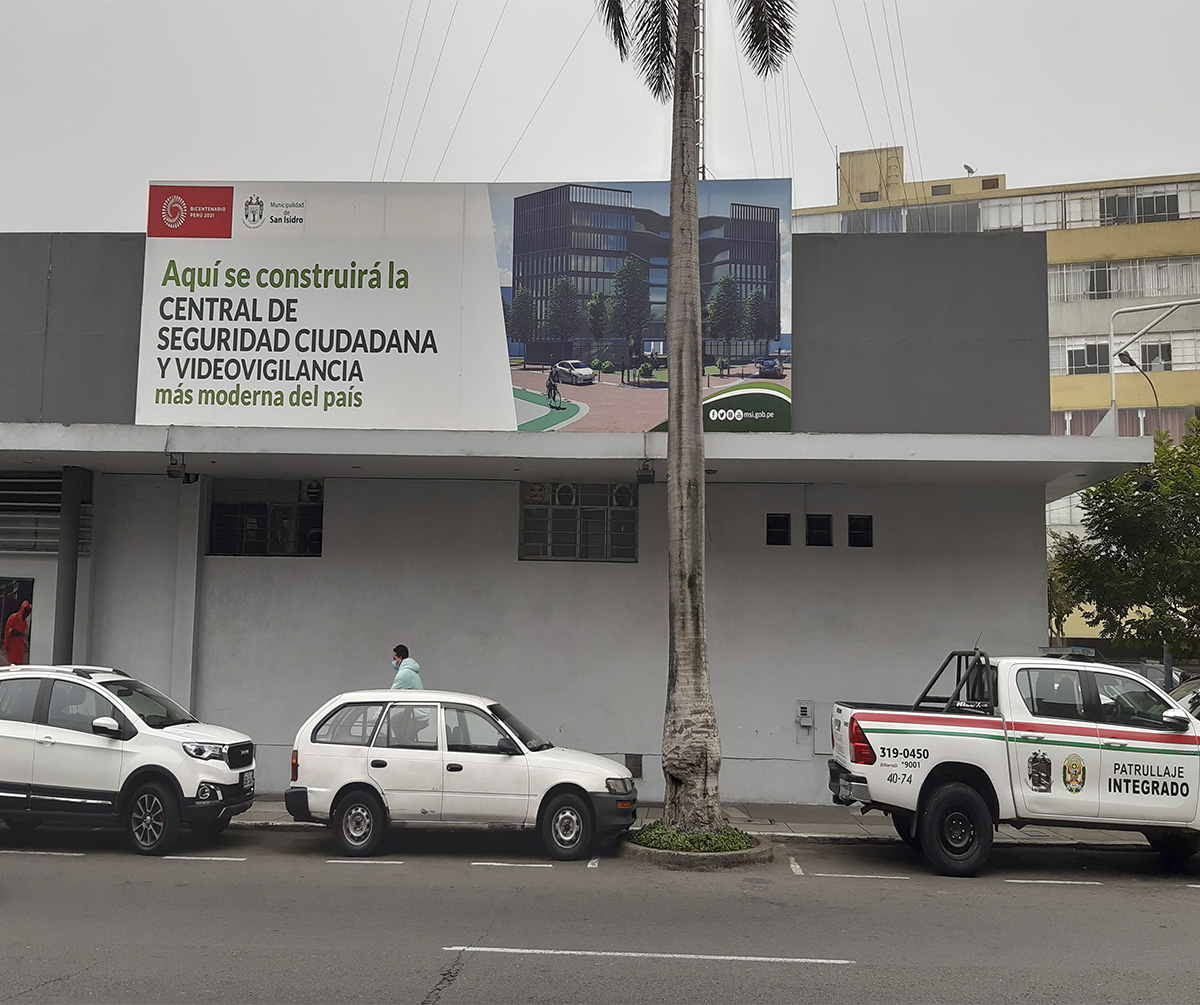 BICENTENARIO
PERÚ 2021
Municipalidad
de
San Isidro
Aquí se construirá la
CENTRAL DE
SEGURIDAD CIUDADANA
Y VIDEOVIGILANCIA
más moderna del país
msi.gob.pe
319-0450
*9001
40-74
PATRULLAJE
INTEGRADO